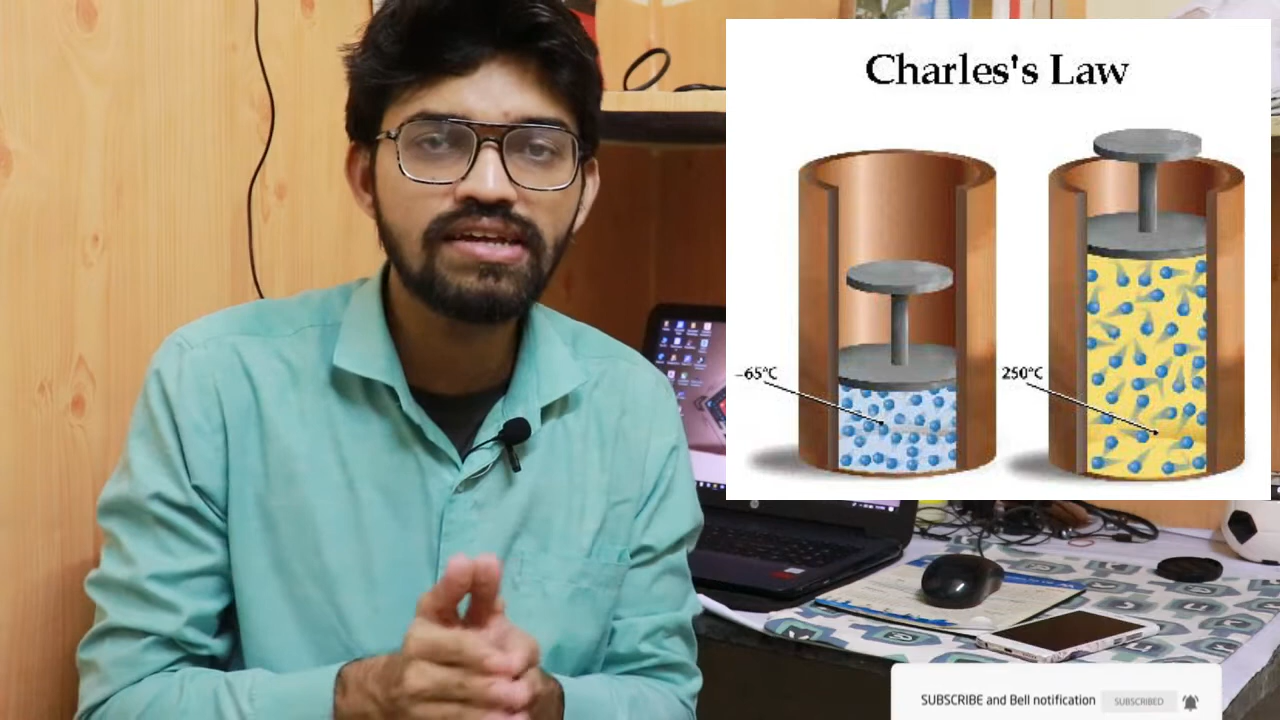 Charles's Law
-65°C
250°C
SUBSCRIBE and Bell notification
SUBSCRIBED